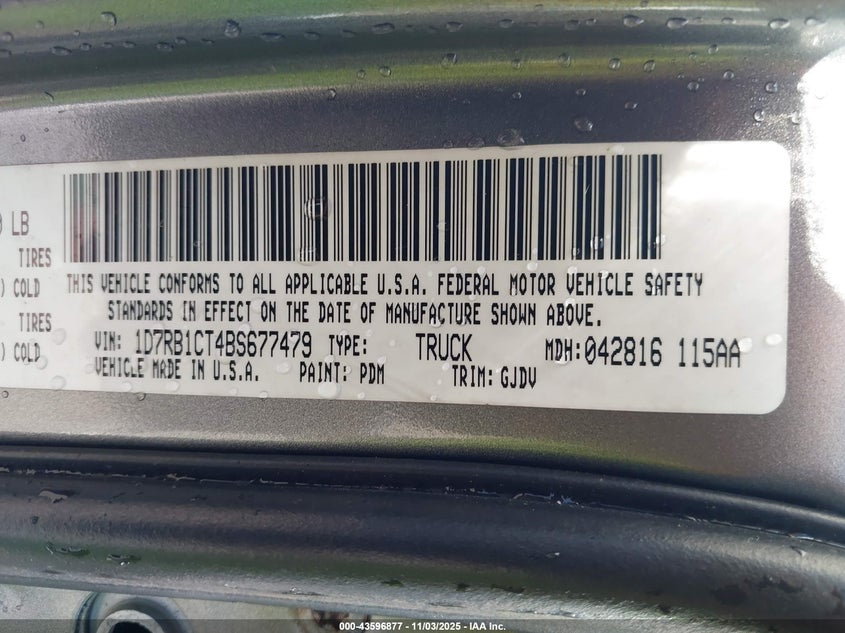 LB
TIRES
) COLD
TIRES
) COLD
THIS VEHICLE CONFORMS TO ALL APPLICABLE U.S.A. FEDERAL MOTOR VEHICLE SAFETY
STANDARDS IN EFFECT ON THE DATE OF MANUFACTURE SHOWN ABOVE.
VIN: 1D7RB1CT4BS677479 TYPE: TRUCK MDH: 042816 115AA
VEHICLE MADE IN U.S.A. PAINT: PDM TRIM: GJDV
000-43596877 - 11/03/2025 - © IAA Inc.